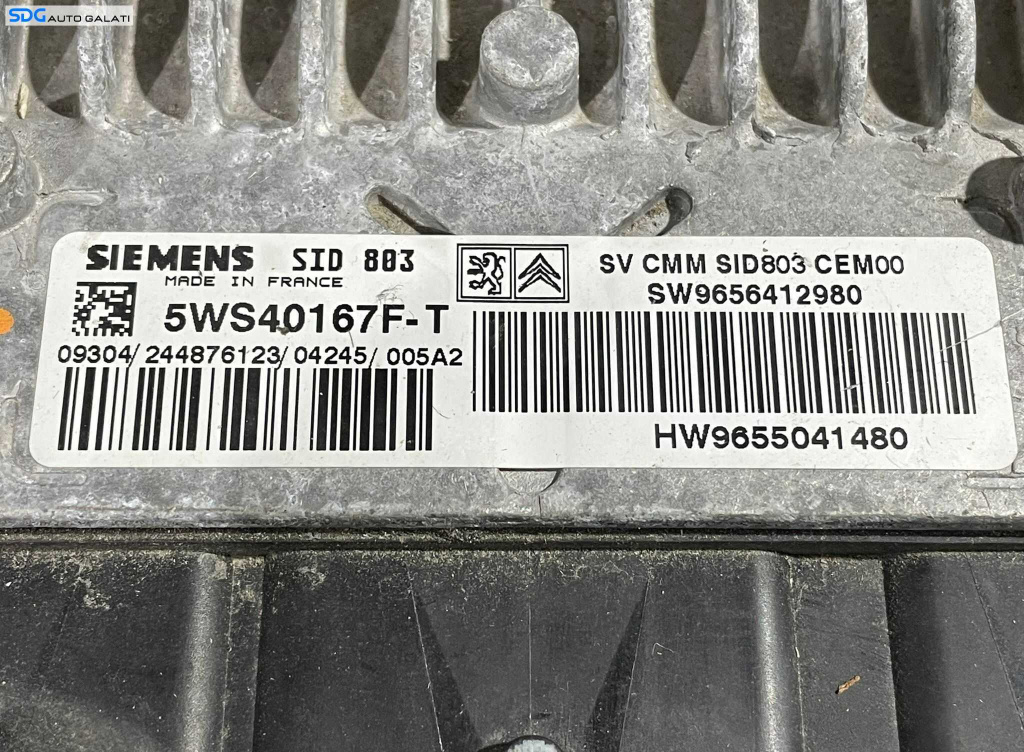 SDG AUTO GALATI
SIEMENS SID 803
MADE IN FRANCE
5WS40167F-T
09304/244876123/04245/005A2
SV CMM SID803 CEM00
SW9656412980
HW9655041480